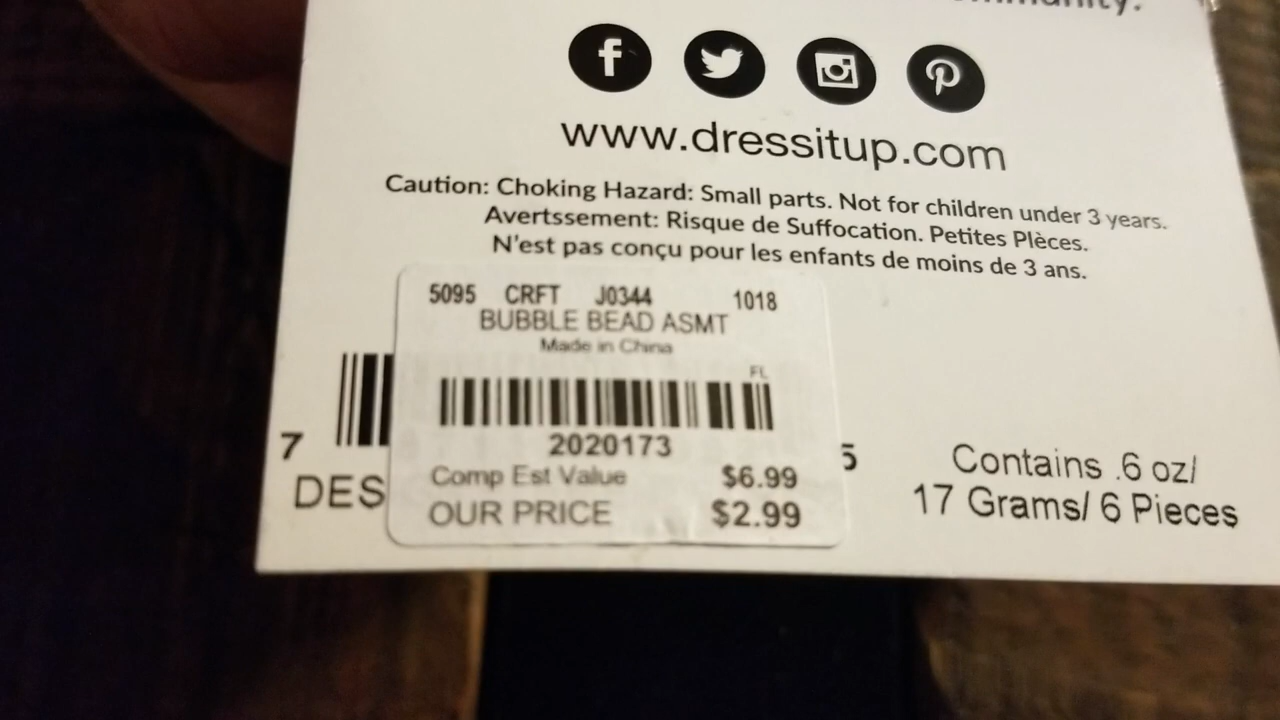 www.dressitup.com
Caution: Choking Hazard: Small parts. Not for children under 3 years.
Avertssement: Risque de Suffocation. Petites Plèces.
N'est pas conçu pour les enfants de moins de 3 ans.
5095 CRFT J0344 1018
BUBBLE BEAD ASMT
Made in China
FL
2020173
Comp Est Value $6.99
OUR PRICE $2.99
7
5
DES
Contains .6 oz/
17 Grams/ 6 Pieces